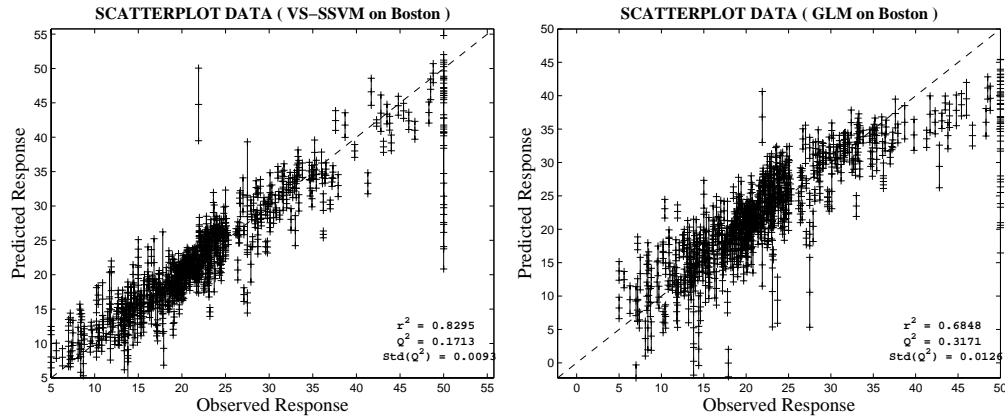 SCATTERPLOT DATA ( VS−SSVM on Boston )
55
50
45
40
35
30
25
20
15
10
5
Predicted Response
r² = 0.8295
Q² = 0.1713
Std(Q²) = 0.0093
5 10 15 20 25 30 35 40 45 50 55
Observed Response
SCATTERPLOT DATA ( GLM on Boston )
50
45
40
35
30
25
20
15
10
5
0
Predicted Response
r² = 0.6848
Q² = 0.3171
Std(Q²) = 0.0126
0 5 10 15 20 25 30 35 40 45 50
Observed Response